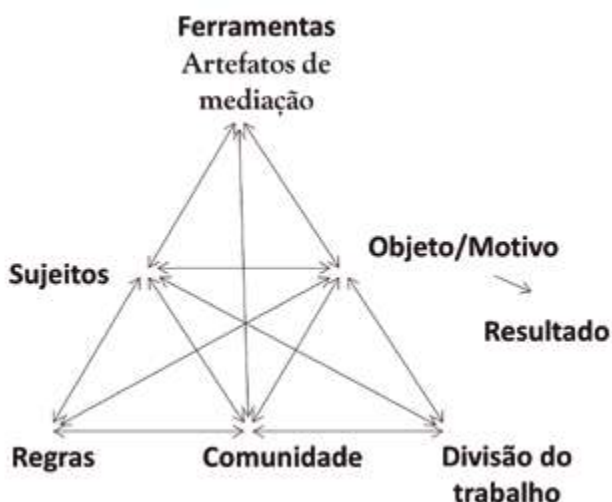 Ferramentas
Artefatos de
mediação
Objeto/Motivo
Sujeitos
Resultado
Regras
Comunidade
Divisão do
trabalho